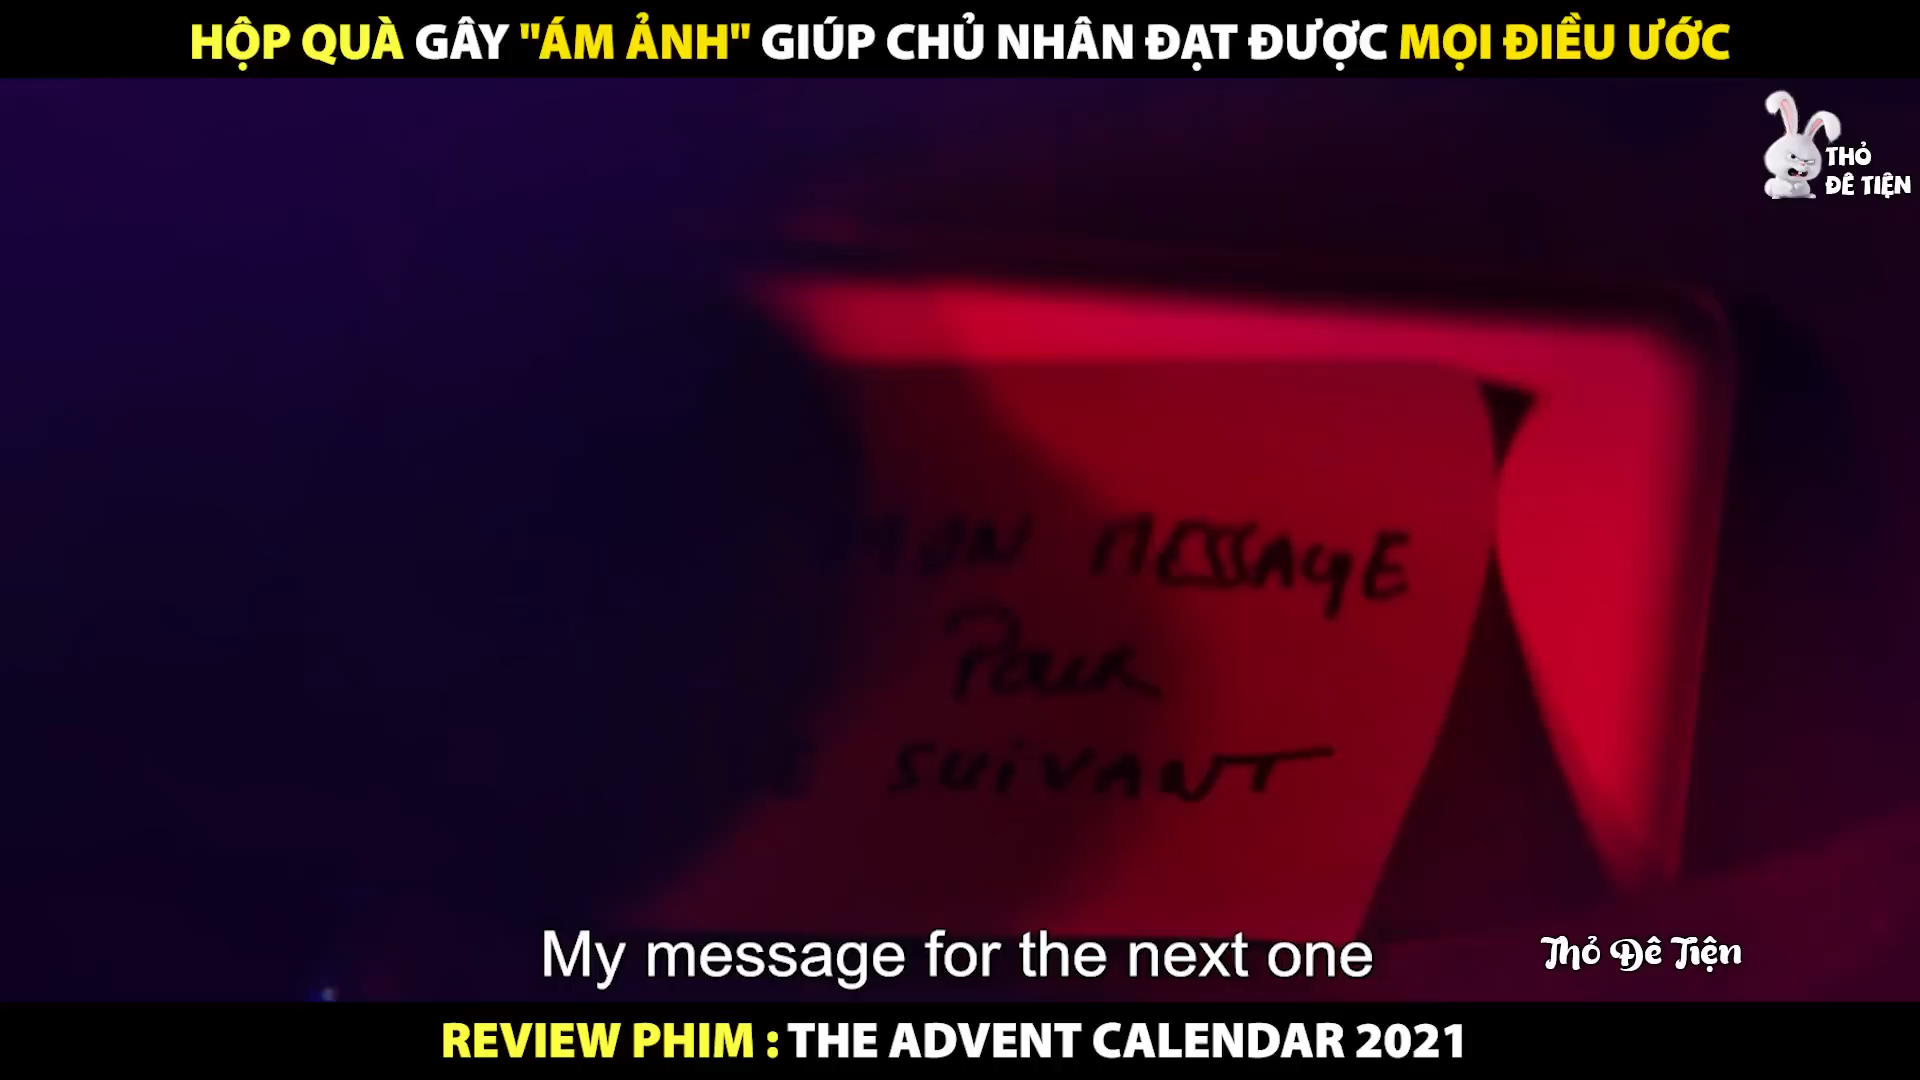 HỘP QUÀ GÂY "ÁM ẢNH" GIÚP CHỦ NHÂN ĐẠT ĐƯỢC MỌI ĐIỀU ƯỚC
THỎ
ĐÊ TIỆN
MON MESSAGE
POUR
SUIVANT
My message for the next one
Thỏ Đê Tiện
REVIEW PHIM : THE ADVENT CALENDAR 2021